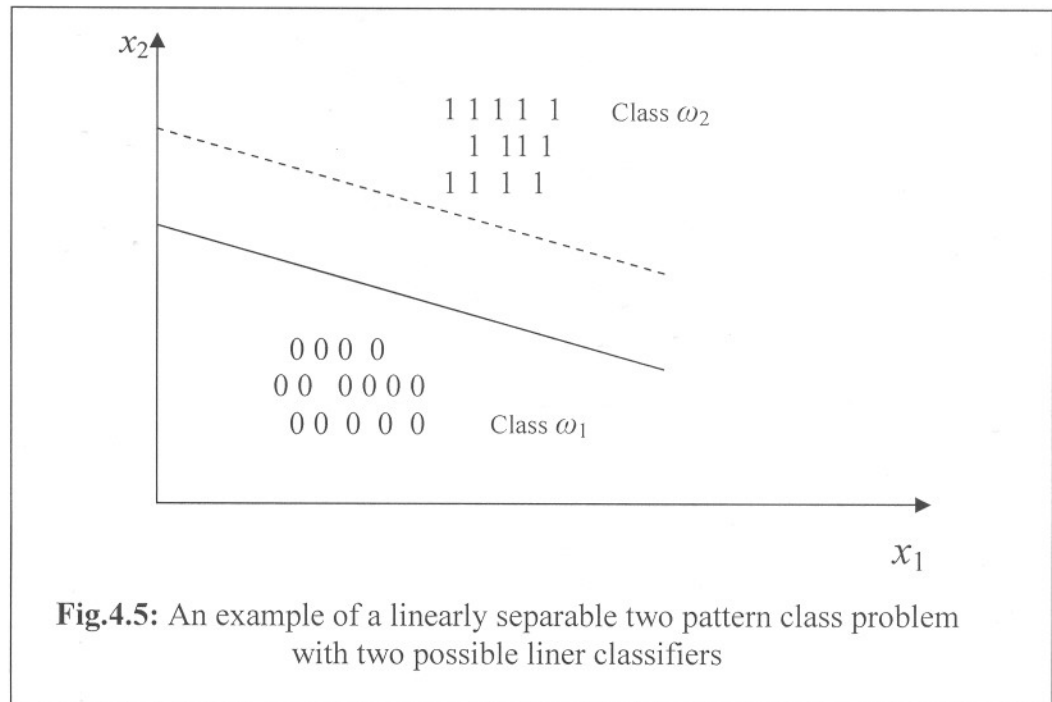 x2
1 1 1 1 1 Class ω2
1 11 1
1 1 1 1
0 0 0 0
0 0 0 0 0 0
0 0 0 0 0 Class ω1
x1
Fig.4.5: An example of a linearly separable two pattern class problem
with two possible liner classifiers